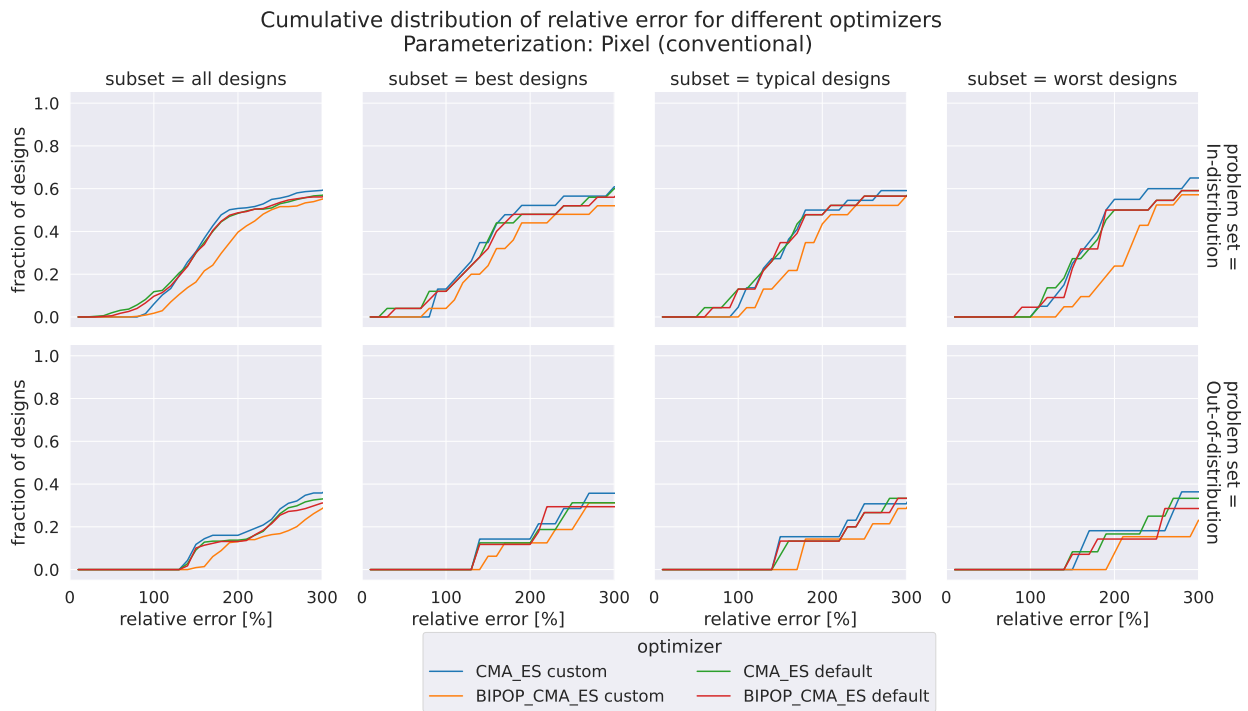 Cumulative distribution of relative error for different optimizers
Parameterization: Pixel (conventional)
subset = all designs
subset = best designs
subset = typical designs
subset = worst designs
fraction of designs
1.0
0.8
0.6
0.4
0.2
0.0
problem set =
In-distribution
fraction of designs
1.0
0.8
0.6
0.4
0.2
0.0
problem set =
Out-of-distribution
0 100 200 300
0 100 200 300
0 100 200 300
0 100 200 300
relative error [%]
relative error [%]
relative error [%]
relative error [%]
optimizer
CMA_ES custom
CMA_ES default
BIPOP_CMA_ES custom
BIPOP_CMA_ES default